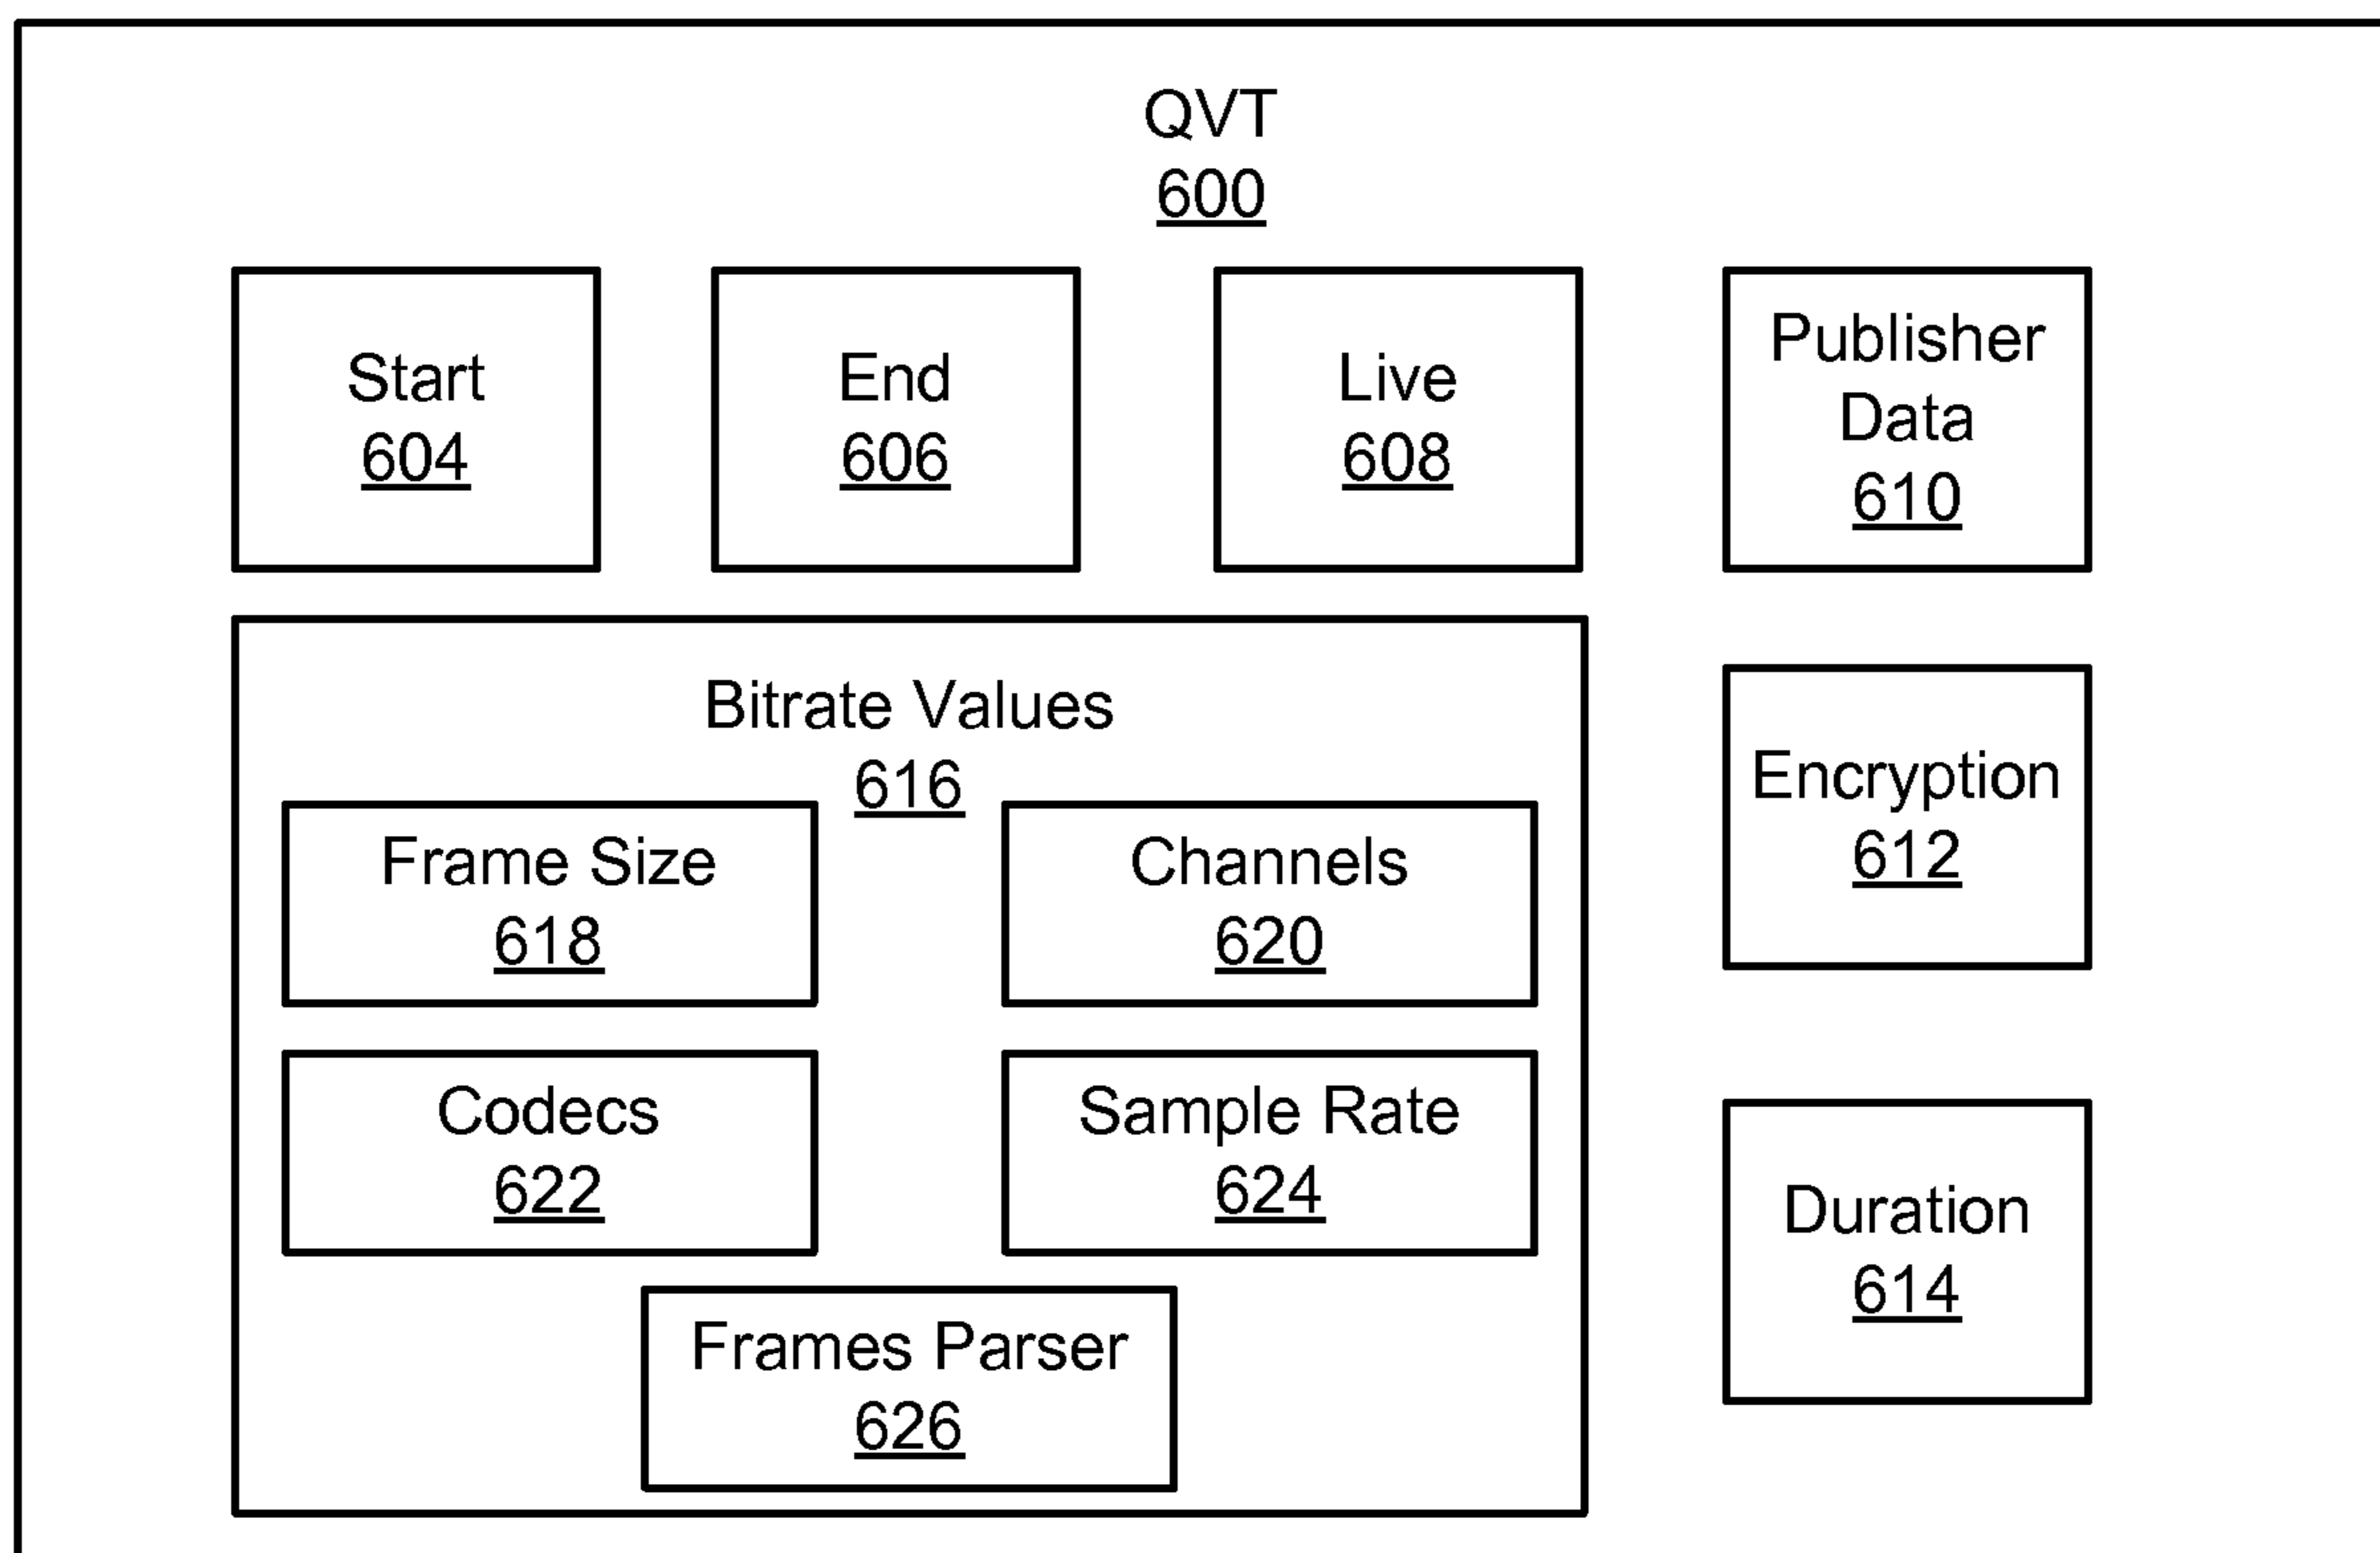 QVT
600
Start
604
End
606
Live
608
Publisher
Data
610
Bitrate Values
616
Frame Size
618
Channels
620
Codecs
622
Sample Rate
624
Frames Parser
626
Encryption
612
Duration
614